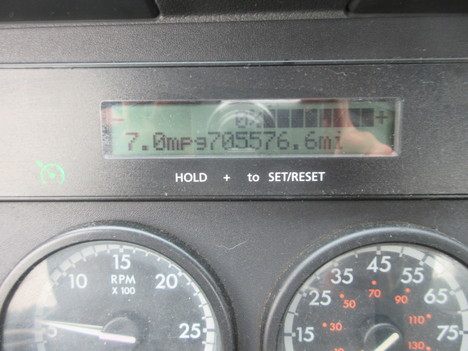 - 0% +
7.0mpg705576.6mi
HOLD + to SET/RESET
5 10 15 20 25
RPM
X 100
15 25 35 45 55 65 75
30 50 70 90 110 130